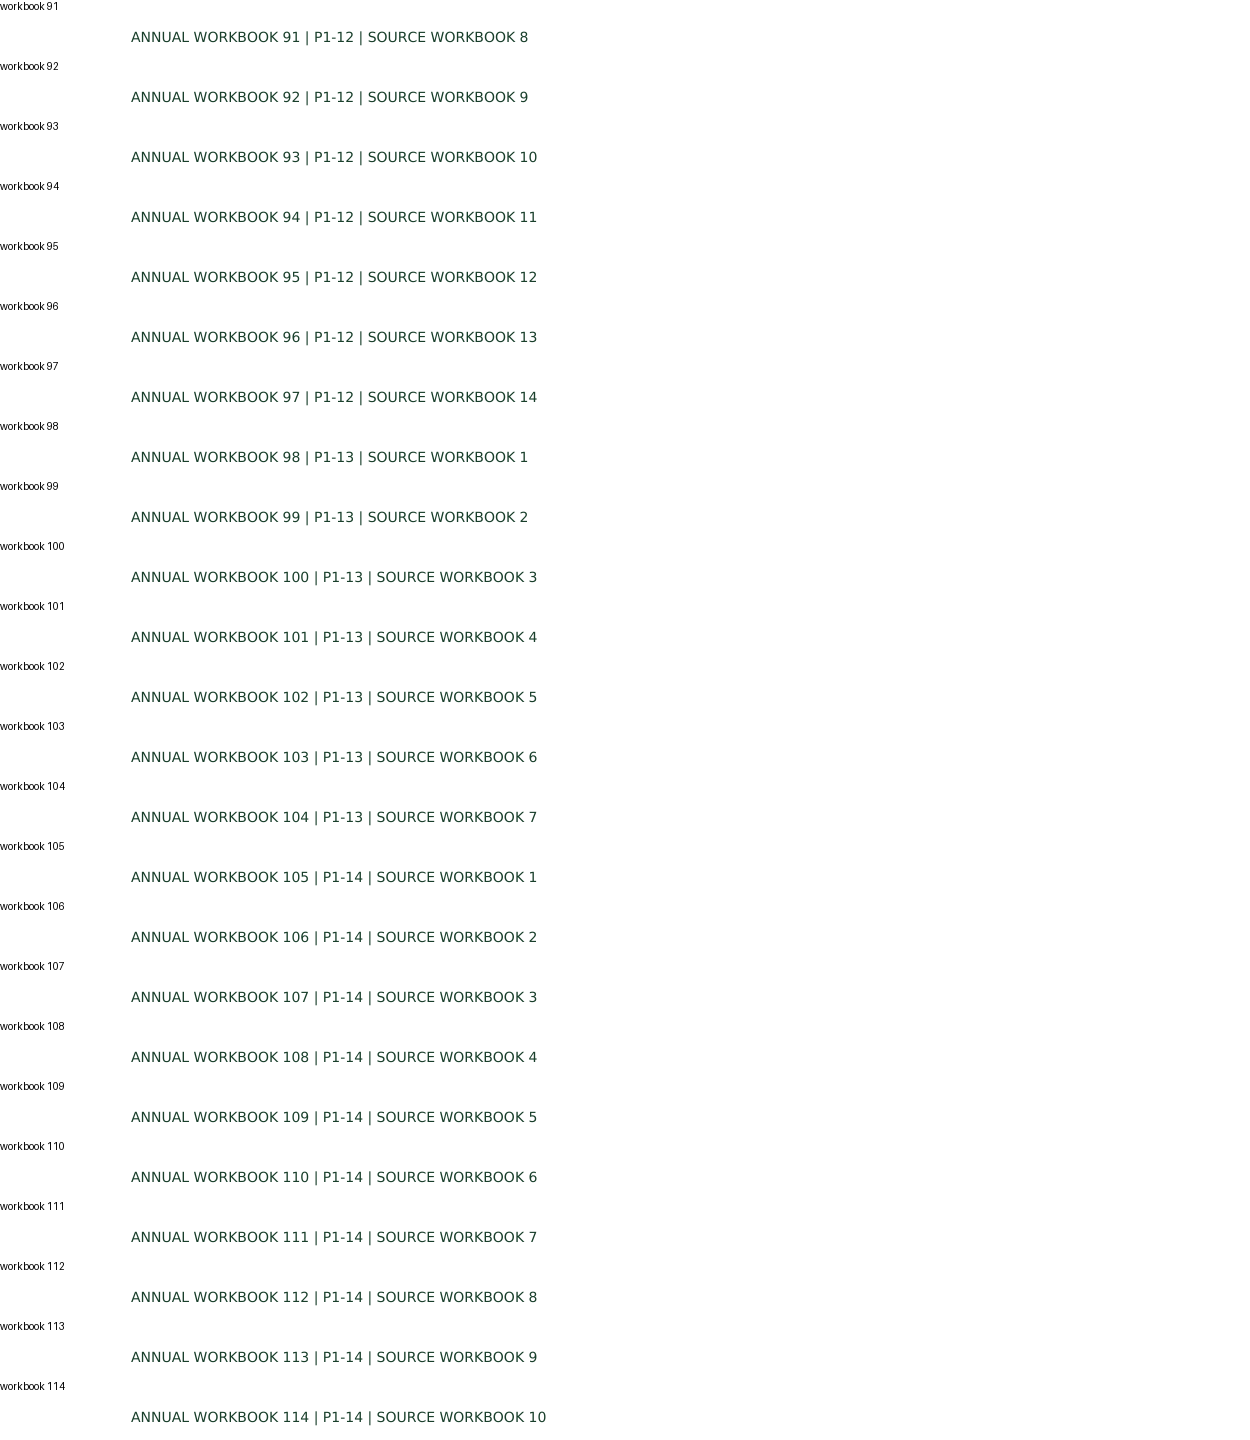 workbook 91
ANNUAL WORKBOOK 91 | P1-12 | SOURCE WORKBOOK 8
workbook 92
ANNUAL WORKBOOK 92 | P1-12 | SOURCE WORKBOOK 9
workbook 93
ANNUAL WORKBOOK 93 | P1-12 | SOURCE WORKBOOK 10
workbook 94
ANNUAL WORKBOOK 94 | P1-12 | SOURCE WORKBOOK 11
workbook 95
ANNUAL WORKBOOK 95 | P1-12 | SOURCE WORKBOOK 12
workbook 96
ANNUAL WORKBOOK 96 | P1-12 | SOURCE WORKBOOK 13
workbook 97
ANNUAL WORKBOOK 97 | P1-12 | SOURCE WORKBOOK 14
workbook 98
ANNUAL WORKBOOK 98 | P1-13 | SOURCE WORKBOOK 1
workbook 99
ANNUAL WORKBOOK 99 | P1-13 | SOURCE WORKBOOK 2
workbook 100
ANNUAL WORKBOOK 100 | P1-13 | SOURCE WORKBOOK 3
workbook 101
ANNUAL WORKBOOK 101 | P1-13 | SOURCE WORKBOOK 4
workbook 102
ANNUAL WORKBOOK 102 | P1-13 | SOURCE WORKBOOK 5
workbook 103
ANNUAL WORKBOOK 103 | P1-13 | SOURCE WORKBOOK 6
workbook 104
ANNUAL WORKBOOK 104 | P1-13 | SOURCE WORKBOOK 7
workbook 105
ANNUAL WORKBOOK 105 | P1-14 | SOURCE WORKBOOK 1
workbook 106
ANNUAL WORKBOOK 106 | P1-14 | SOURCE WORKBOOK 2
workbook 107
ANNUAL WORKBOOK 107 | P1-14 | SOURCE WORKBOOK 3
workbook 108
ANNUAL WORKBOOK 108 | P1-14 | SOURCE WORKBOOK 4
workbook 109
ANNUAL WORKBOOK 109 | P1-14 | SOURCE WORKBOOK 5
workbook 110
ANNUAL WORKBOOK 110 | P1-14 | SOURCE WORKBOOK 6
workbook 111
ANNUAL WORKBOOK 111 | P1-14 | SOURCE WORKBOOK 7
workbook 112
ANNUAL WORKBOOK 112 | P1-14 | SOURCE WORKBOOK 8
workbook 113
ANNUAL WORKBOOK 113 | P1-14 | SOURCE WORKBOOK 9
workbook 114
ANNUAL WORKBOOK 114 | P1-14 | SOURCE WORKBOOK 10